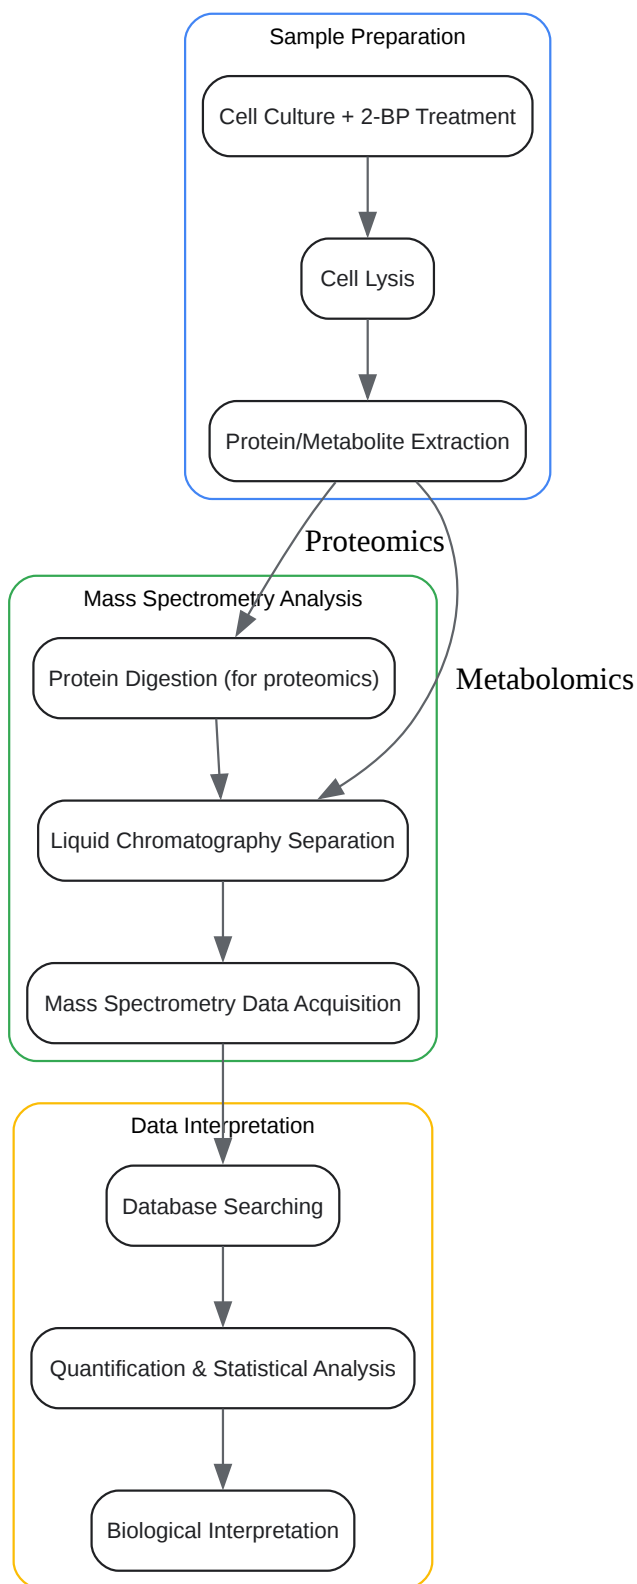 Sample Preparation
Cell Culture + 2-BP Treatment
Cell Lysis
Protein/Metabolite Extraction
Proteomics
Mass Spectrometry Analysis
Protein Digestion (for proteomics)
Metabolomics
Liquid Chromatography Separation
Mass Spectrometry Data Acquisition
Data Interpretation
Database Searching
Quantification & Statistical Analysis
Biological Interpretation